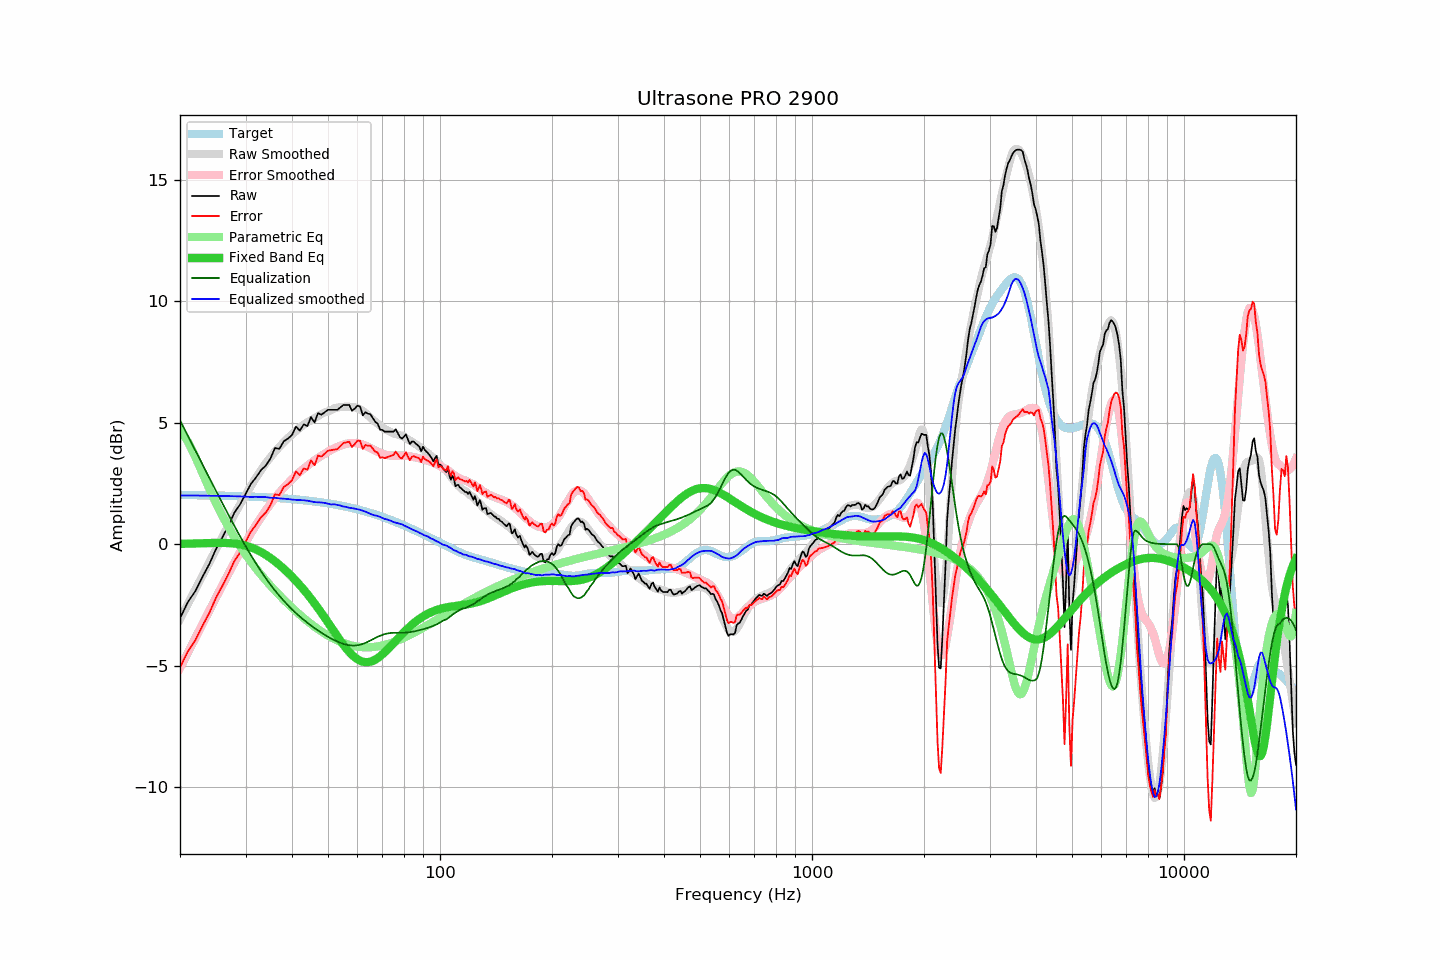 Ultrasone PRO 2900
Target
Raw Smoothed
Error Smoothed
Raw
Error
Parametric Eq
Fixed Band Eq
Equalization
Equalized smoothed
15
10
5
0
−5
−10
Amplitude (dBr)
100
1000
10000
Frequency (Hz)